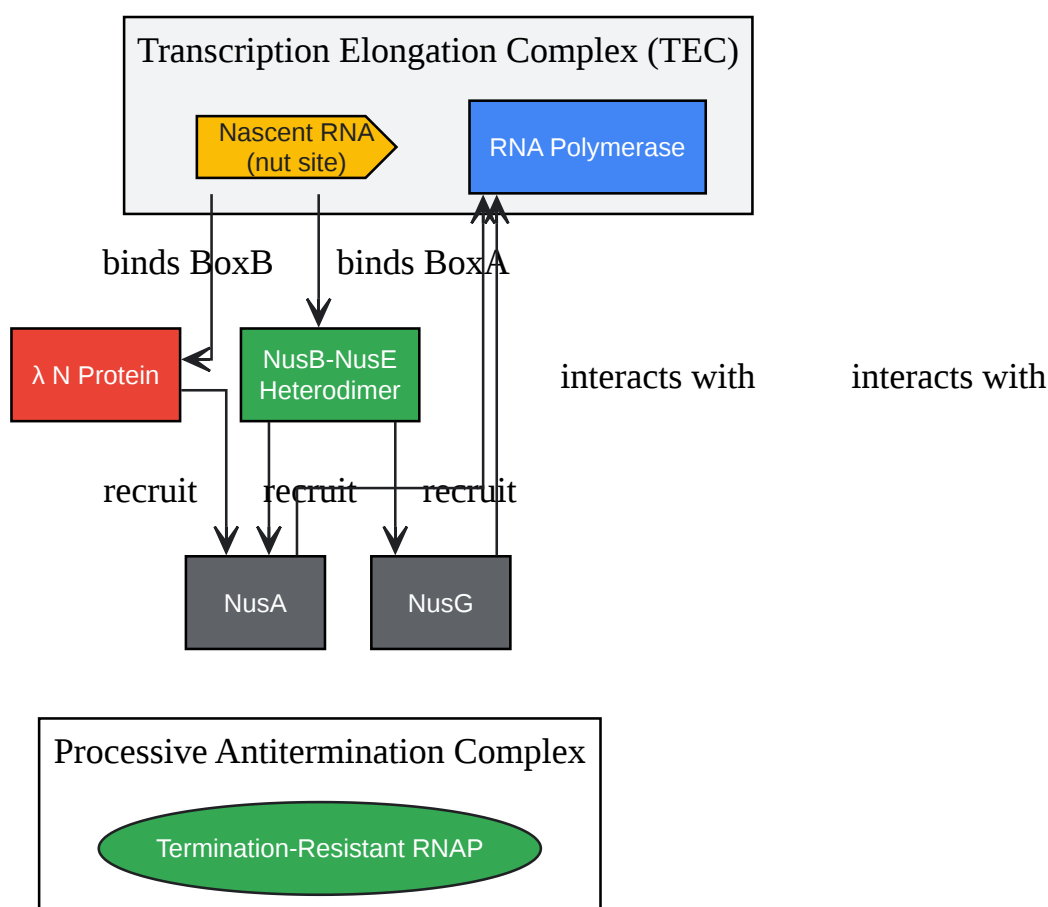 Transcription Elongation Complex (TEC)
Nascent RNA
(nut site)
RNA Polymerase
binds BoxB
binds BoxA
λ N Protein
NusB-NusE
Heterodimer
interacts with
interacts with
recruit
recruit
recruit
NusA
NusG
Processive Antitermination Complex
Termination-Resistant RNAP